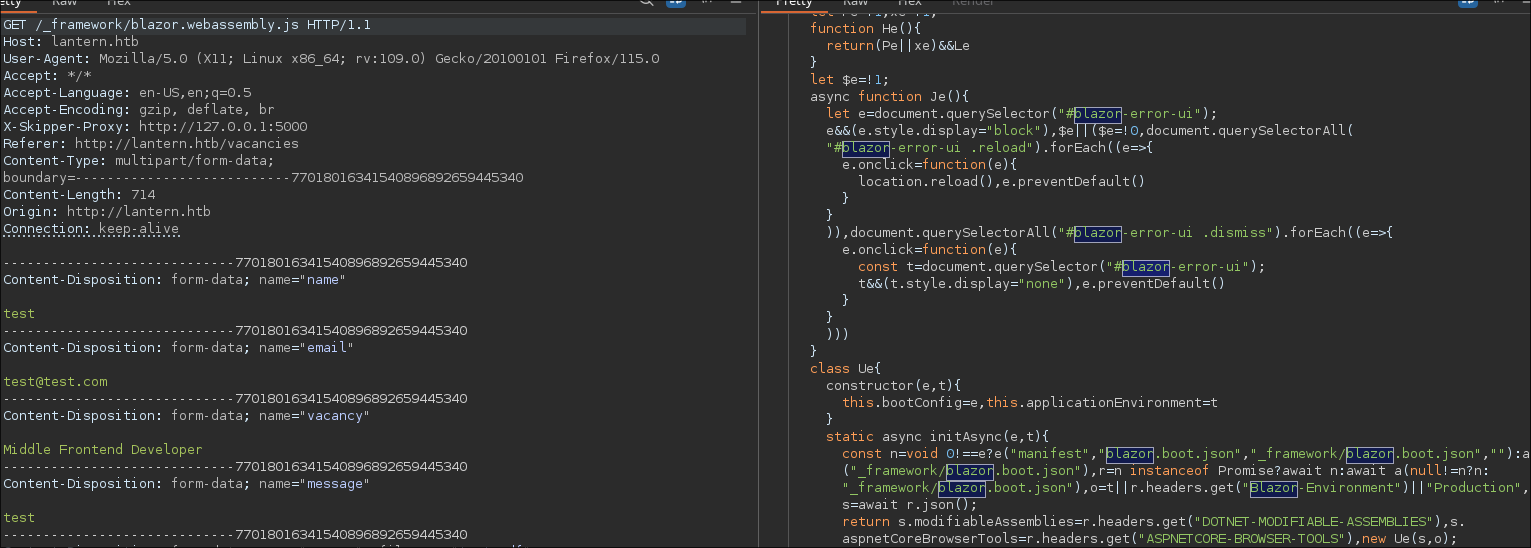 Pretty Raw Hex
GET /_framework/blazor.webassembly.js HTTP/1.1
Host: lantern.htb
User-Agent: Mozilla/5.0 (X11; Linux x86_64; rv:109.0) Gecko/20100101 Firefox/115.0
Accept: */*
Accept-Language: en-US,en;q=0.5
Accept-Encoding: gzip, deflate, br
X-Skipper-Proxy: http://127.0.0.1:5000
Referer: http://lantern.htb/vacancies
Content-Type: multipart/form-data;
boundary=---------------------------77018016341540896892659445340
Content-Length: 714
Origin: http://lantern.htb
Connection: keep-alive
-----------------------------77018016341540896892659445340
Content-Disposition: form-data; name="name"
test
-----------------------------77018016341540896892659445340
Content-Disposition: form-data; name="email"
test@test.com
-----------------------------77018016341540896892659445340
Content-Disposition: form-data; name="vacancy"
Middle Frontend Developer
-----------------------------77018016341540896892659445340
Content-Disposition: form-data; name="message"
test
-----------------------------77018016341540896892659445340
Pretty Raw Hex Render
function He(){
return(Pe||xe)&&Le
}
let $e=!1;
async function Je(){
let e=document.querySelector("#blazor-error-ui");
e&&(e.style.display="block"),$e||($e=!0,document.querySelectorAll(
"#blazor-error-ui .reload").forEach((e=>{
e.onclick=function(e){
location.reload(),e.preventDefault()
}
}
)),document.querySelectorAll("#blazor-error-ui .dismiss").forEach((e=>{
e.onclick=function(e){
const t=document.querySelector("#blazor-error-ui");
t&&(t.style.display="none"),e.preventDefault()
}
}
)))
}
class Ue{
constructor(e,t){
this.bootConfig=e,this.applicationEnvironment=t
}
static async initAsync(e,t){
const n=void 0!==e?e("manifest","blazor.boot.json","_framework/blazor.boot.json",""):a
("_framework/blazor.boot.json"),r=n instanceof Promise?await n:await a(null!=n?n:
"_framework/blazor.boot.json"),o=t||r.headers.get("Blazor-Environment")||"Production",
s=await r.json();
return s.modifiableAssemblies=r.headers.get("DOTNET-MODIFIABLE-ASSEMBLIES"),s.
aspnetCoreBrowserTools=r.headers.get("ASPNETCORE-BROWSER-TOOLS"),new Ue(s,o);